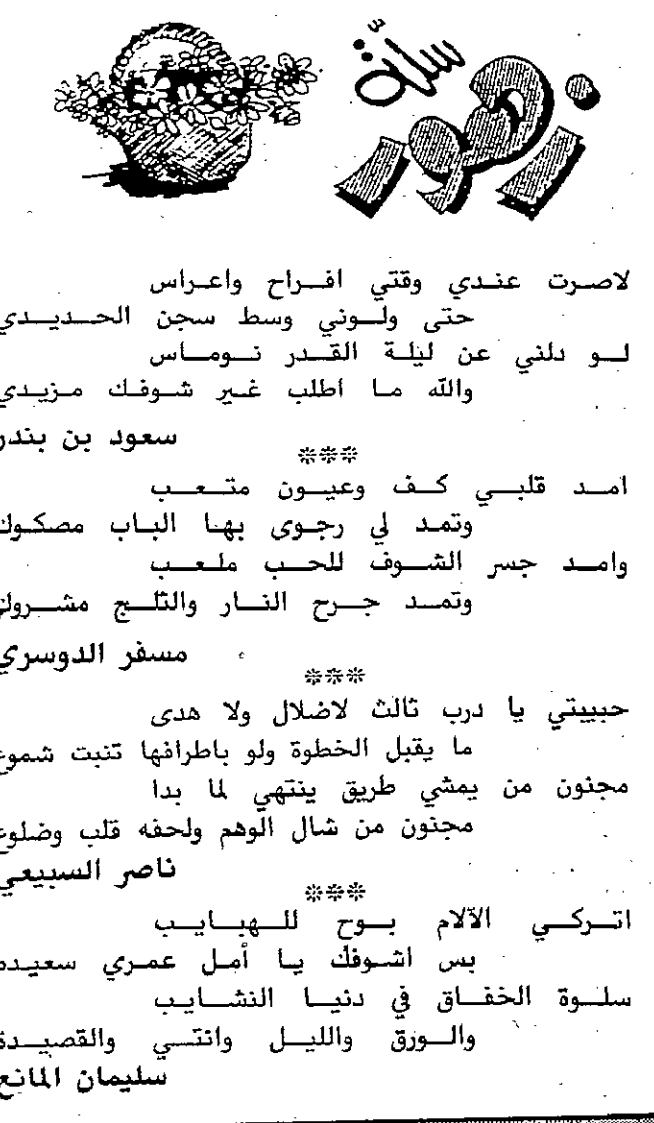 سلة
زهور
لاصرت عندي وقتي افراح واعراس
حتى ولوني وسط سجن الحديدي
لو دلني عن ليلة القدر نوماس
والله ما اطلب غير شوفك مزيدي
سعود بن بندر
***
امد قلبي كف وعيون متعب
وتمد لي رجوى بها الباب مصكوك
وامد جسر الشوف للحب ملعب
وتمد جرح النار والثلج مشروك
مسفر الدوسري
***
حبيبتي يا درب ثالث لاضلال ولا هدى
ما يقبل الخطوة ولو باطرافها تنبت شموع
مجنون من يمشي طريق ينتهي لما بدا
مجنون من شال الوهم ولحفه قلب وضلوع
ناصر السبيعي
***
اتركي الآلام بوح للهبايب
بس اشوفك يا أمل عمري سعيده
سلوة الخفاق في دنيا النشايب
والورق والليل وانتي والقصيدة
سليمان المانع